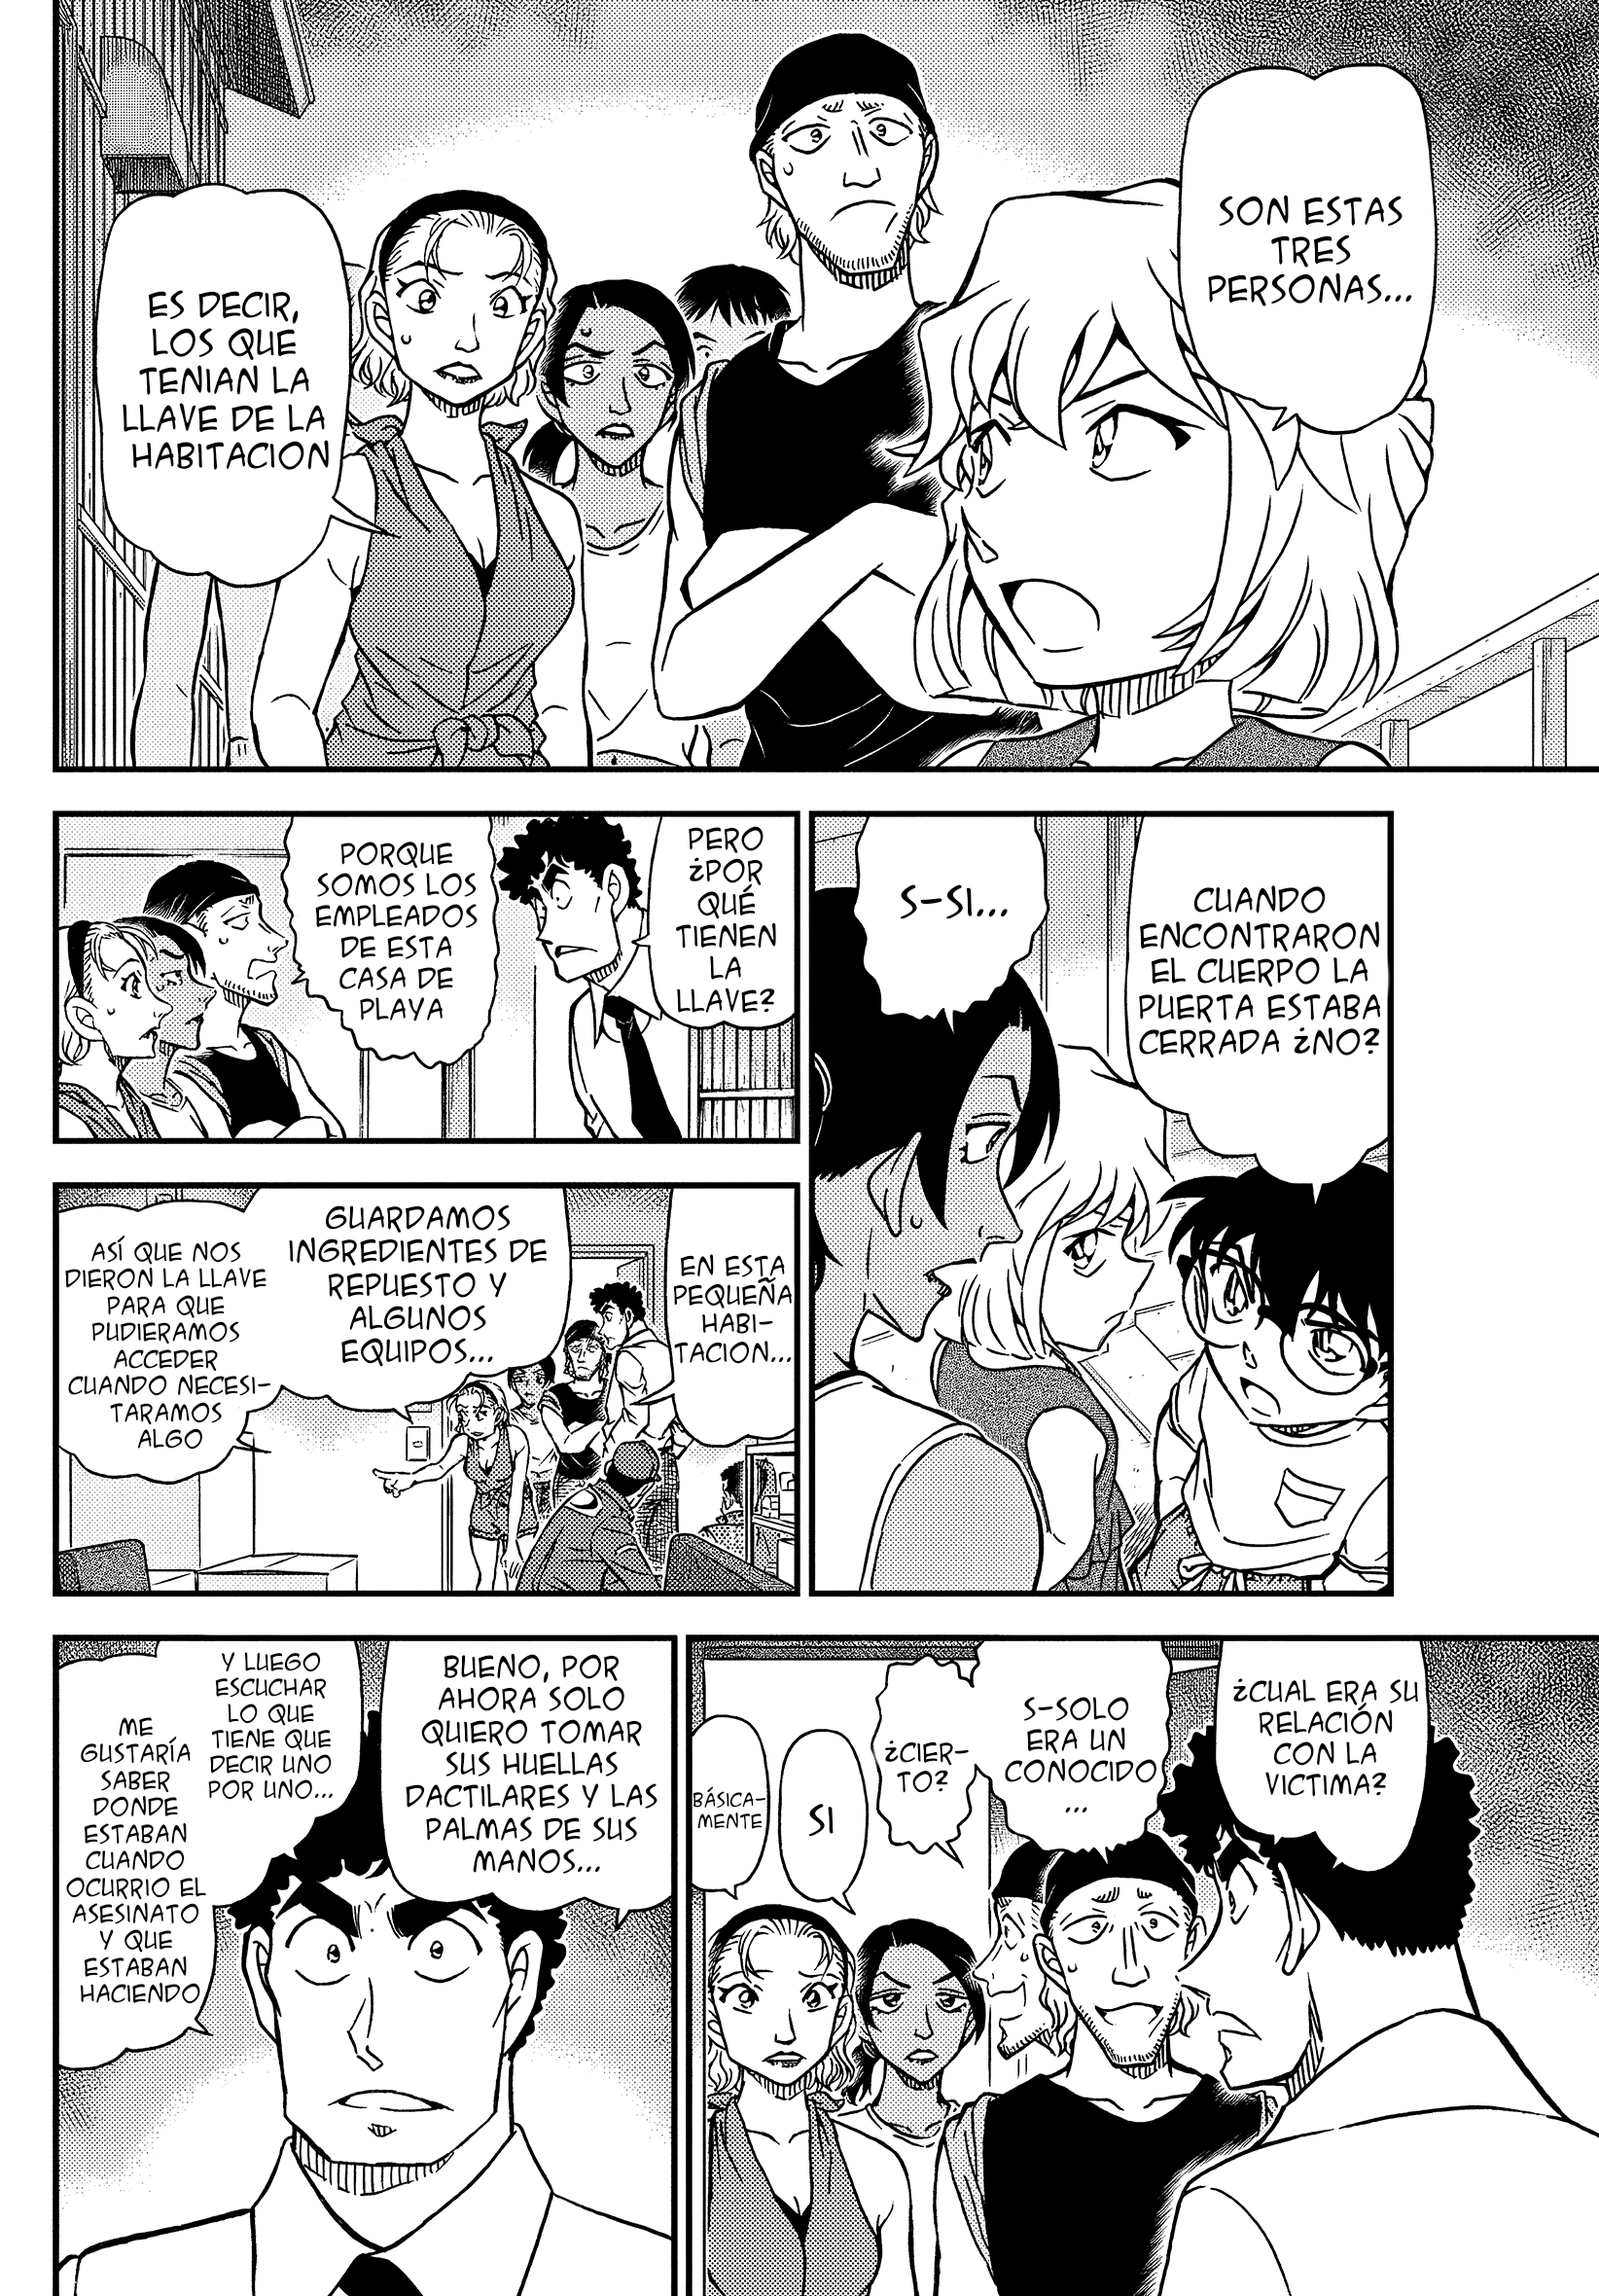 SON ESTAS
TRES
PERSONAS...
ES DECIR,
LOS QUE
TENIAN LA
LLAVE DE LA
HABITACION
CUANDO
ENCONTRARON
EL CUERPO LA
PUERTA ESTABA
CERRADA ¿NO?
S-SI...
PERO
¿POR
QUÉ
TIENEN
LA
LLAVE?
PORQUE
SOMOS LOS
EMPLEADOS
DE ESTA
CASA DE
PLAYA
EN ESTA
PEQUEÑA
HABI-
TACION...
GUARDAMOS
INGREDIENTES DE
REPUESTO Y
ALGUNOS
EQUIPOS...
ASÍ QUE NOS
DIERON LA LLAVE
PARA QUE
PUDIERAMOS
ACCEDER
CUANDO NECESI-
TARAMOS
ALGO
¿CUAL ERA SU
RELACIÓN
CON LA
VICTIMA?
S-SOLO
ERA UN
CONOCIDO
...
¿CIER-
TO?
SI
BÁSICA-
MENTE
BUENO, POR
AHORA SOLO
QUIERO TOMAR
SUS HUELLAS
DACTILARES Y LAS
PALMAS DE SUS
MANOS...
Y LUEGO
ESCUCHAR
LO QUE
TIENE QUE
DECIR UNO
POR UNO...
ME
GUSTARÍA
SABER
DONDE
ESTABAN
CUANDO
OCURRIO EL
ASESINATO
Y QUE
ESTABAN
HACIENDO